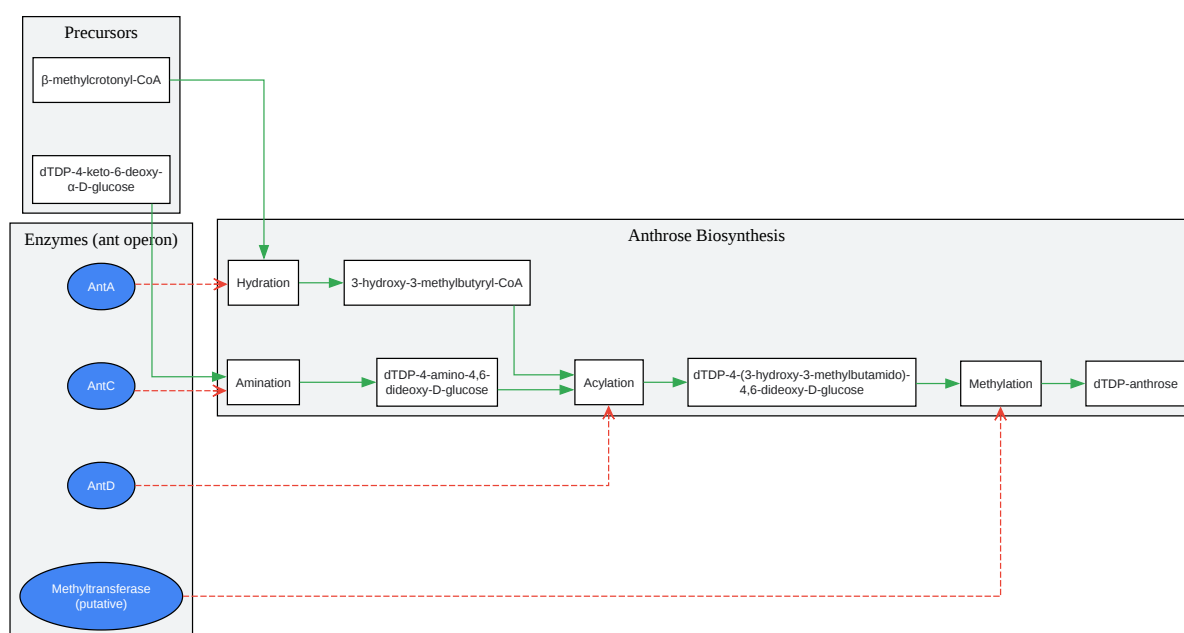 Precursors
β-methylcrotonyl-CoA
dTDP-4-keto-6-deoxy-
α-D-glucose
Enzymes (ant operon)
AntA
AntC
AntD
Methyltransferase
(putative)
Anthrose Biosynthesis
Hydration
3-hydroxy-3-methylbutyryl-CoA
Amination
dTDP-4-amino-4,6-
dideoxy-D-glucose
Acylation
dTDP-4-(3-hydroxy-3-methylbutamido)-
4,6-dideoxy-D-glucose
Methylation
dTDP-anthrose